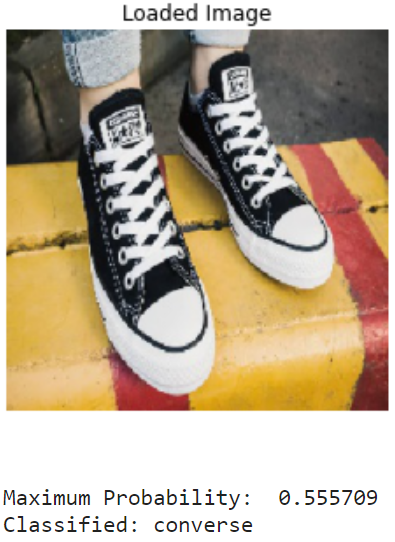 Loaded Image
Maximum Probability: 0.555709
Classified: converse